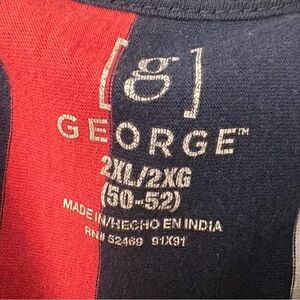 [g]
GEORGE™
2XL/2XG
(50-52)
MADE IN/HECHO EN INDIA
RN# 52469 91X91